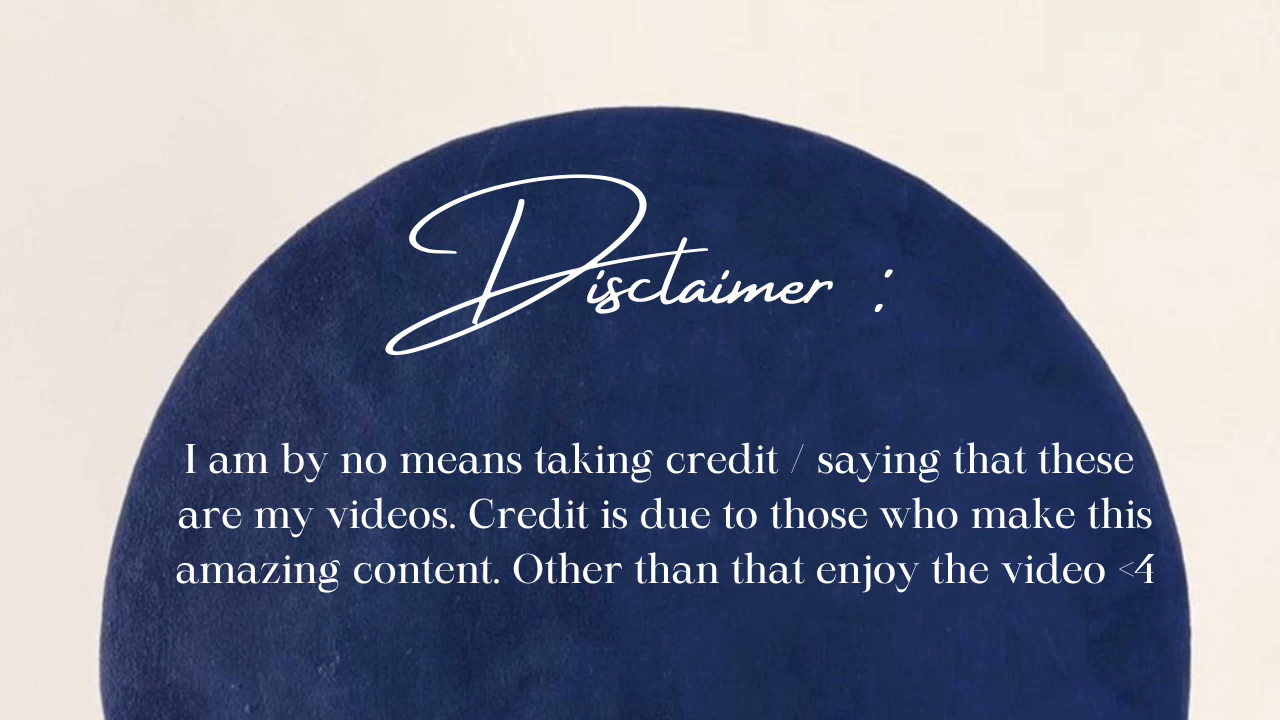 Disclaimer :
I am by no means taking credit / saying that these
are my videos. Credit is due to those who make this
amazing content. Other than that enjoy the video <4